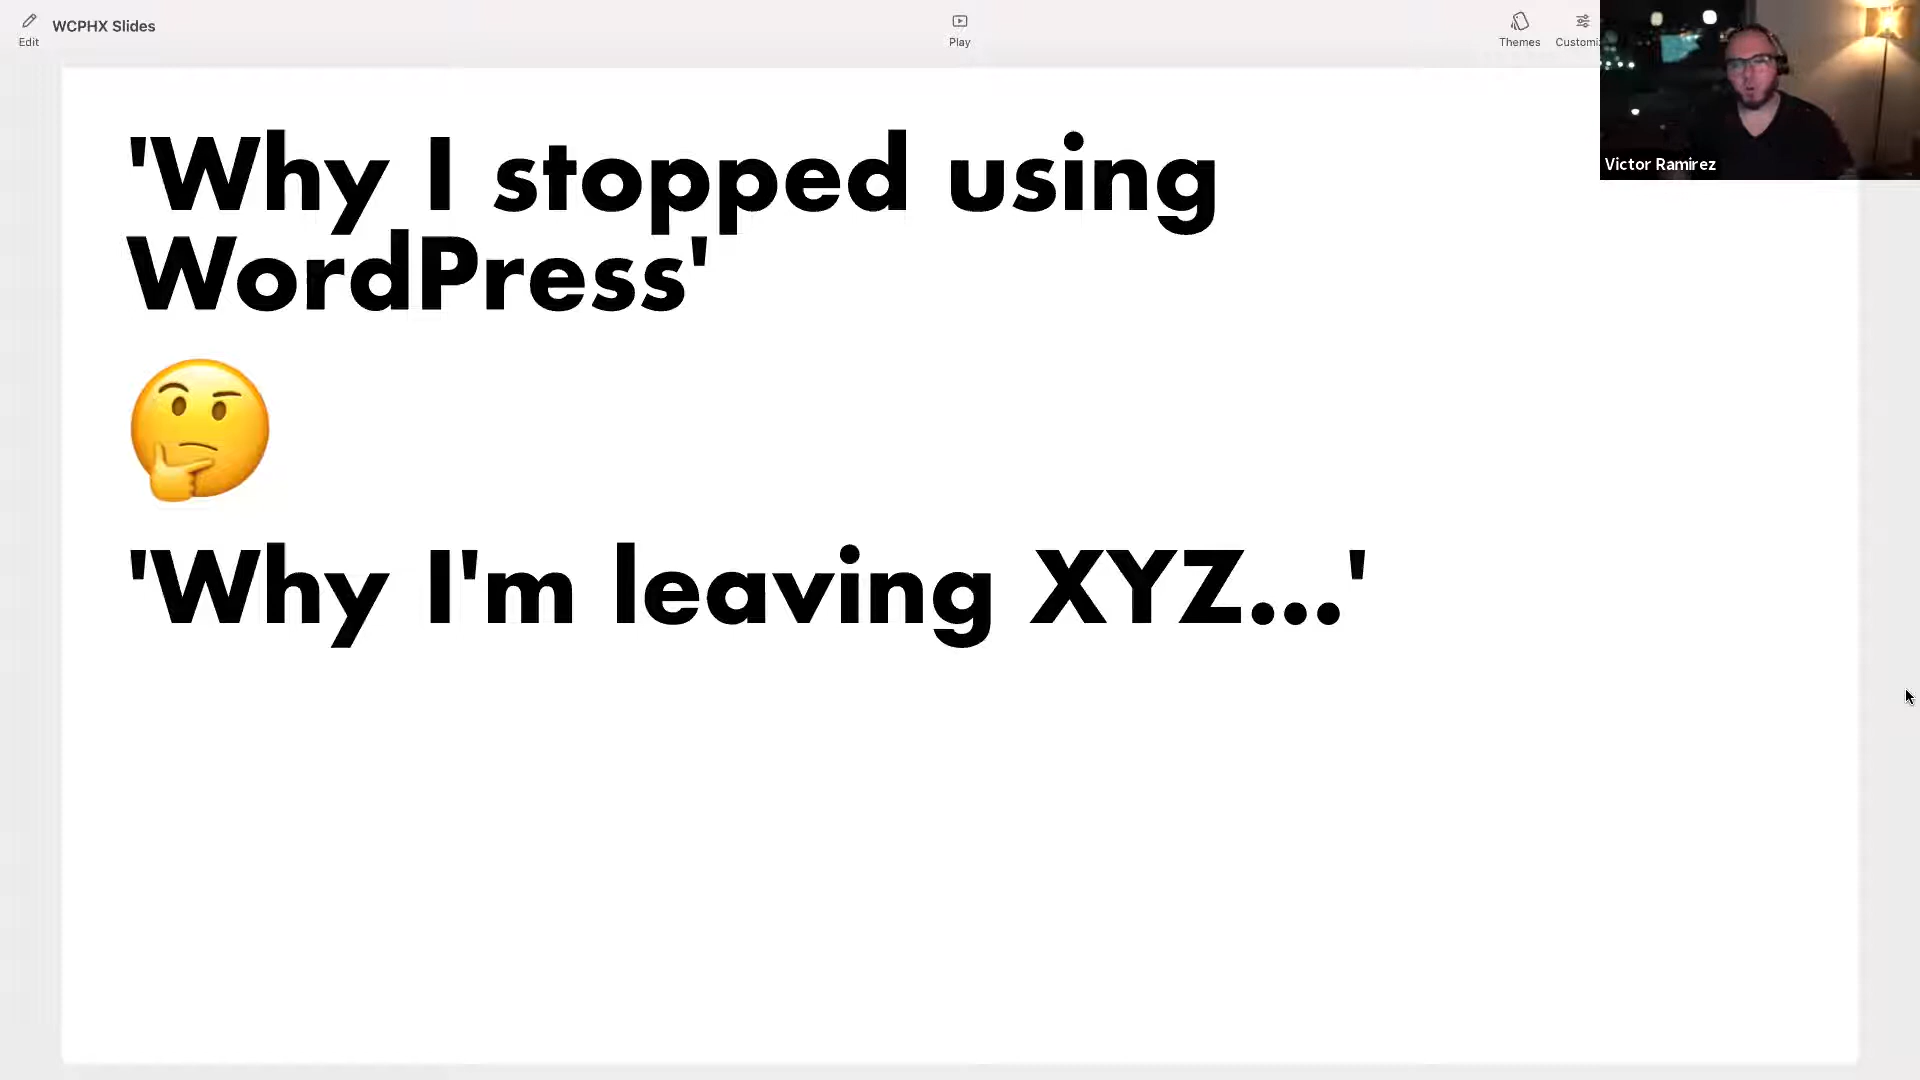 WCPHX Slides
Edit
Play
Themes
Customi
Victor Ramirez
'Why I stopped using
WordPress'
🤔
'Why I'm leaving XYZ...'